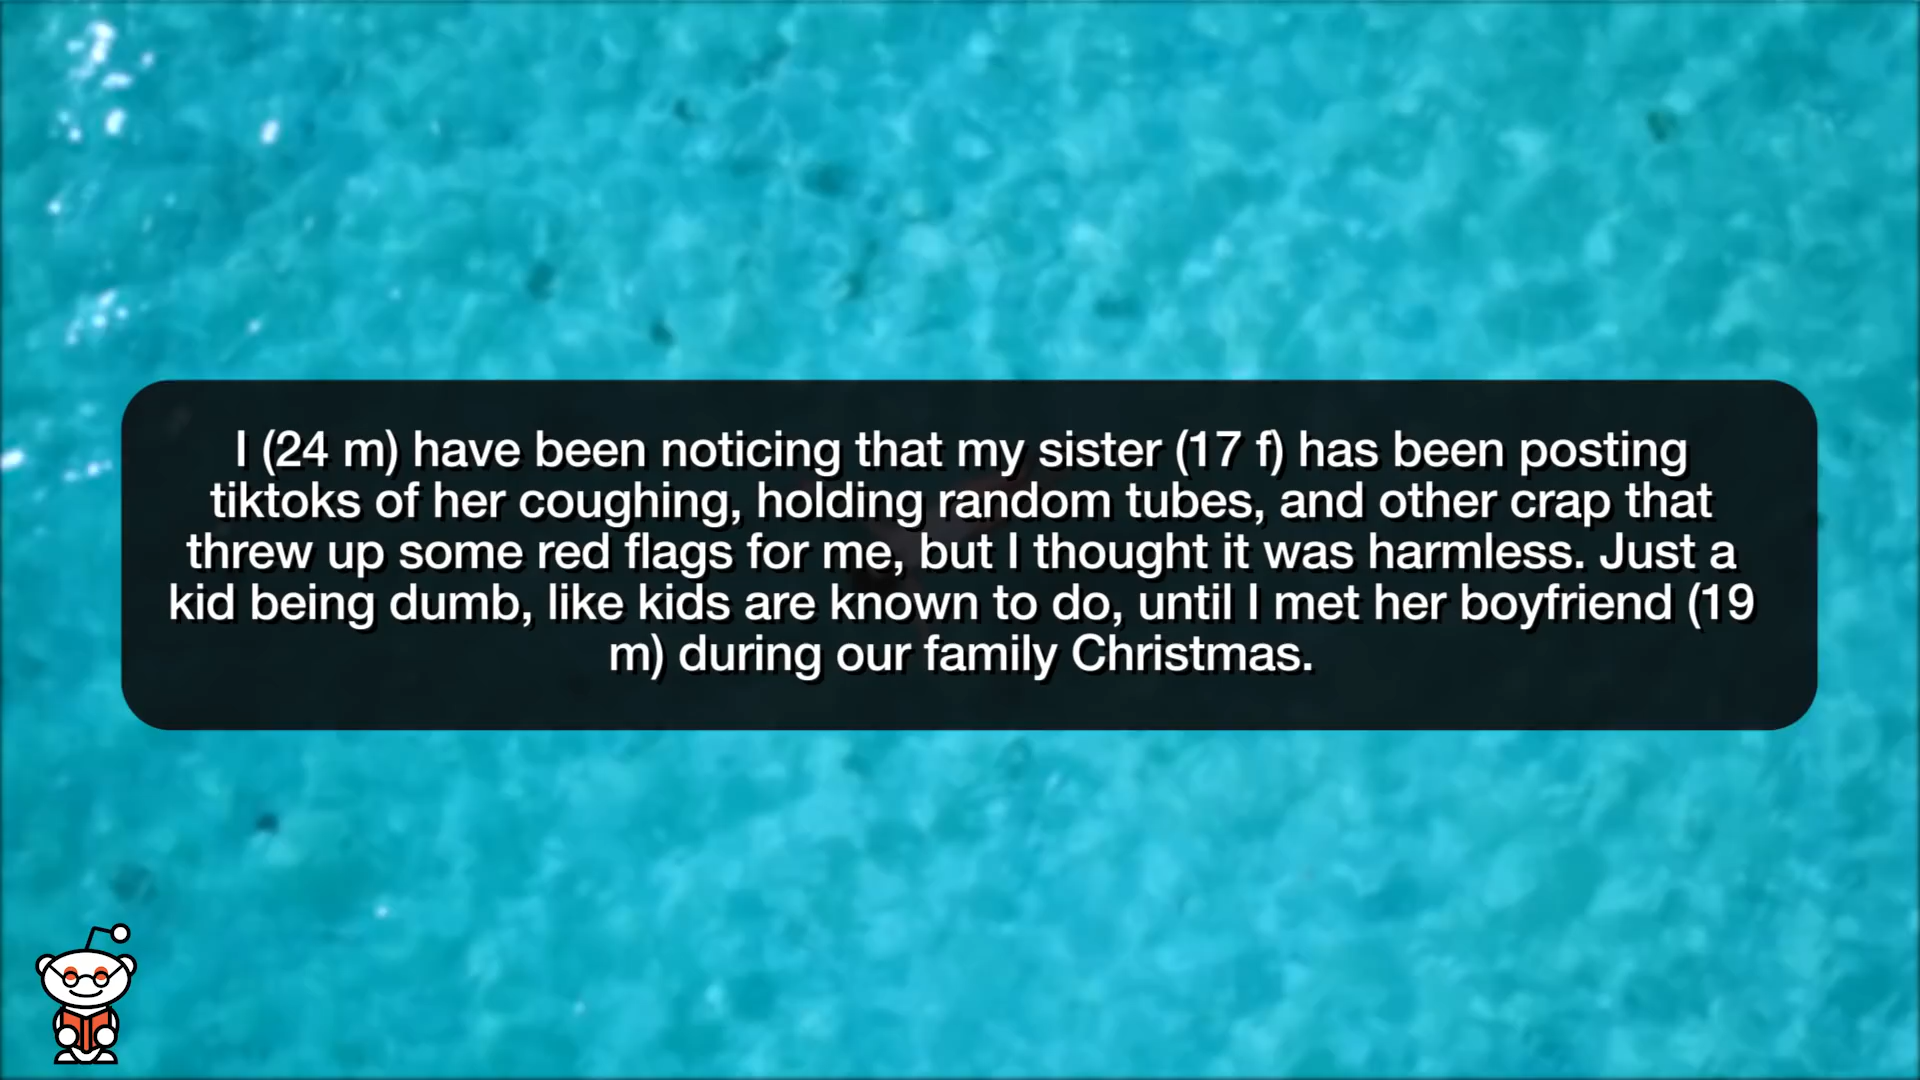 I (24 m) have been noticing that my sister (17 f) has been posting
tiktoks of her coughing, holding random tubes, and other crap that
threw up some red flags for me, but I thought it was harmless. Just a
kid being dumb, like kids are known to do, until I met her boyfriend (19
m) during our family Christmas.